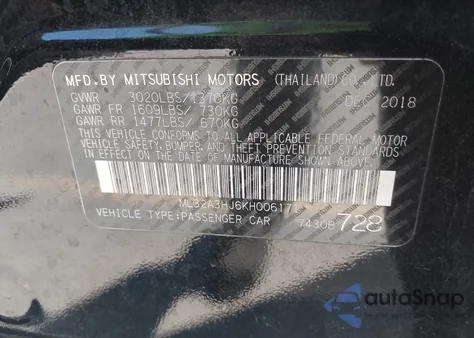 MFD.BY MITSUBISHI MOTORS (THAILAND) CO., LTD.
GVWR 3020LBS/1370KG DEC 2018
GAWR FR 1609LBS/ 730KG
GAWR RR 1477LBS/ 670KG
THIS VEHICLE CONFORMS TO ALL APPLICABLE FEDERAL MOTOR
VEHICLE SAFETY, BUMPER, AND THEFT PREVENTION STANDARDS
IN EFFECT ON THE DATE OF MANUFACTURE SHOWN ABOVE.
ML32A3HJ6KH00617
VEHICLE TYPE:PASSENGER CAR 74308 728
autoSnap